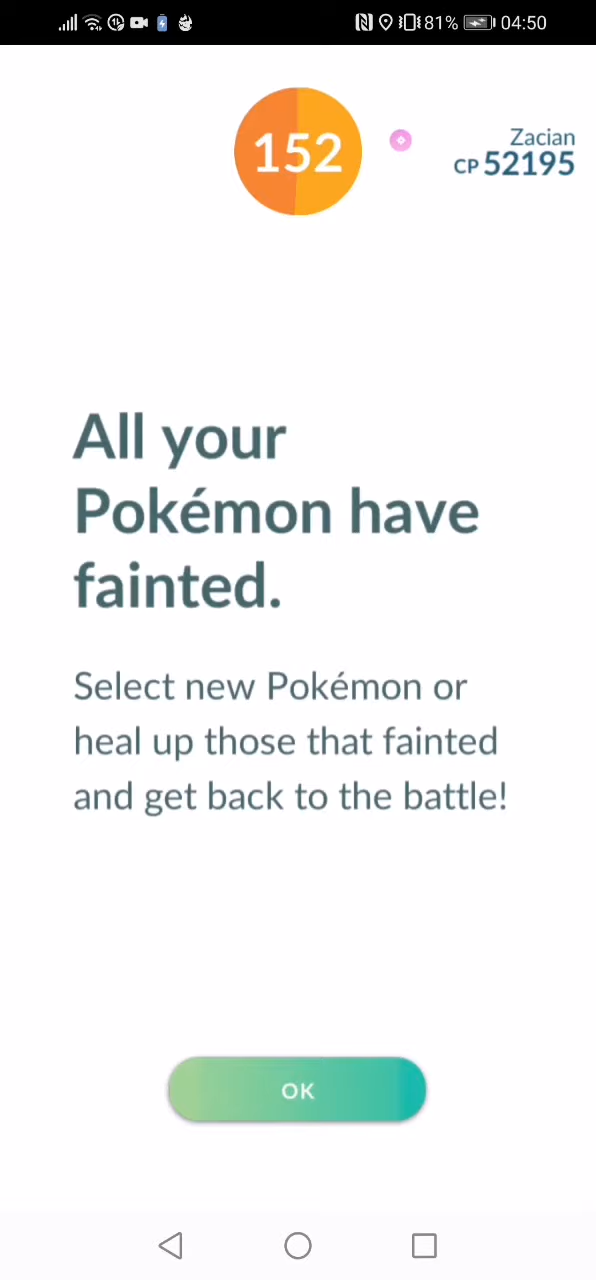 81% 04:50
152
Zacian
CP 52195
All your
Pokémon have
fainted.
Select new Pokémon or
heal up those that fainted
and get back to the battle!
OK